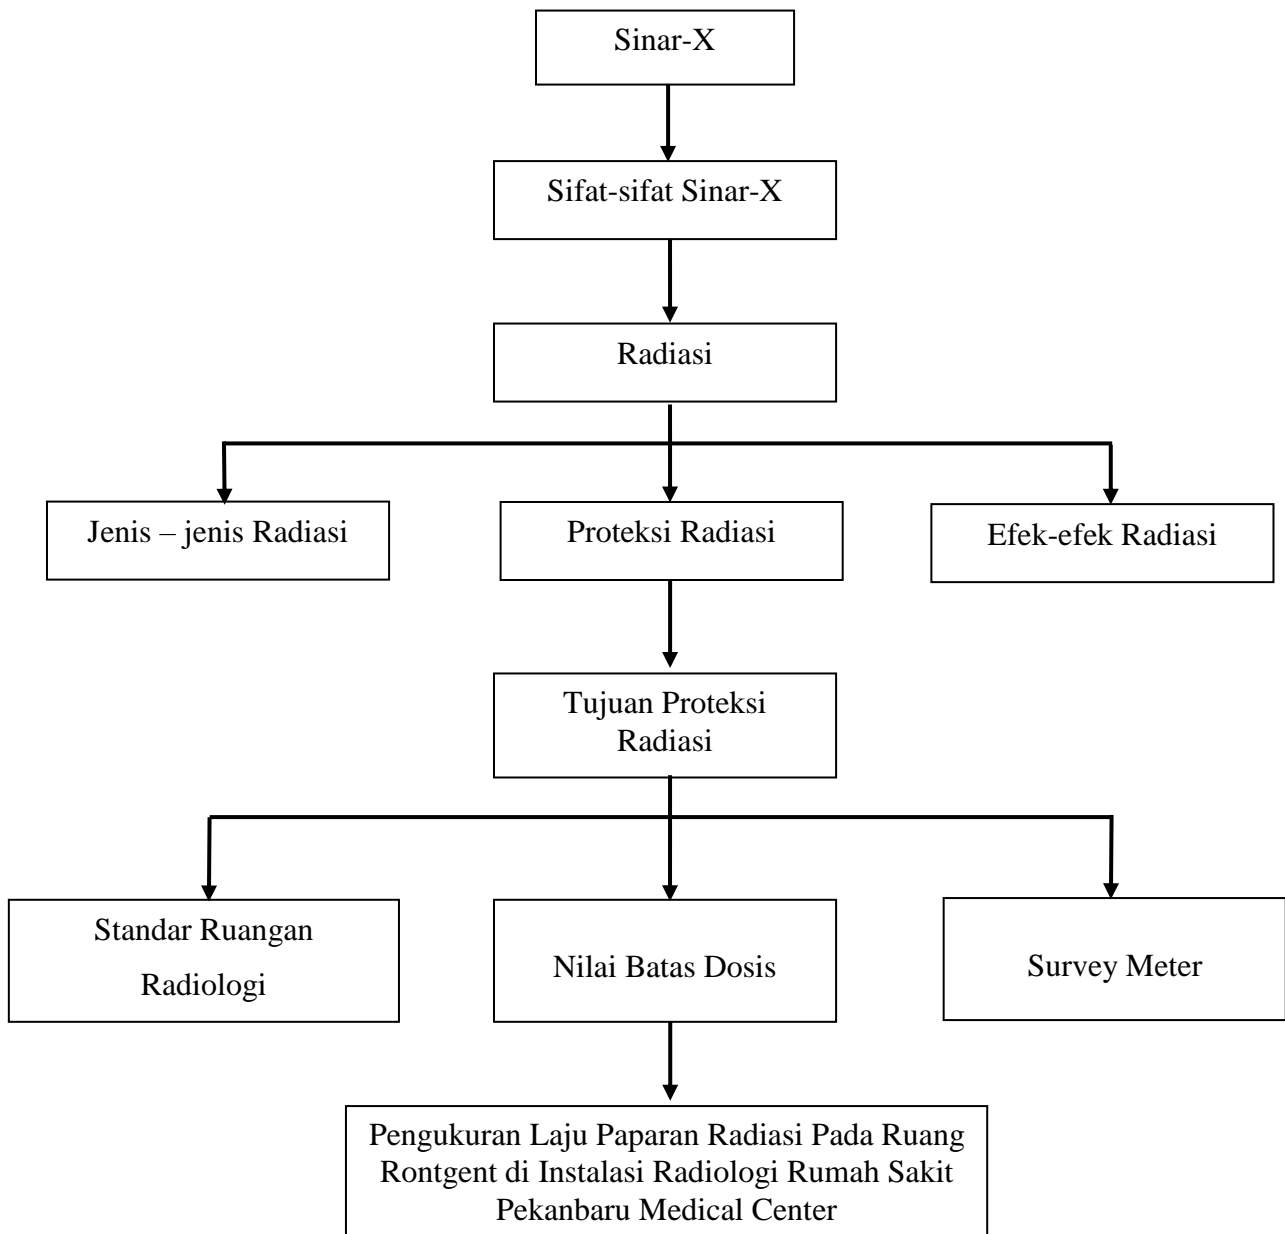 Sinar-X
Sifat-sifat Sinar-X
Radiasi
Jenis – jenis Radiasi
Proteksi Radiasi
Efek-efek Radiasi
Tujuan Proteksi
Radiasi
Standar Ruangan
Radiologi
Nilai Batas Dosis
Survey Meter
Pengukuran Laju Paparan Radiasi Pada Ruang
Rontgent di Instalasi Radiologi Rumah Sakit
Pekanbaru Medical Center